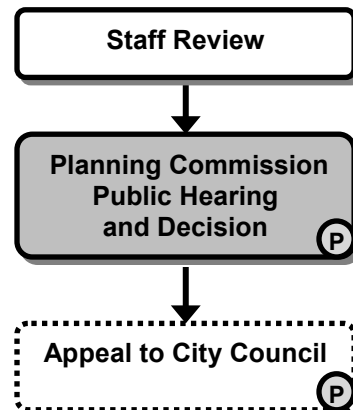 Staff Review
Planning Commission
Public Hearing
and Decision
P
Appeal to City Council
P